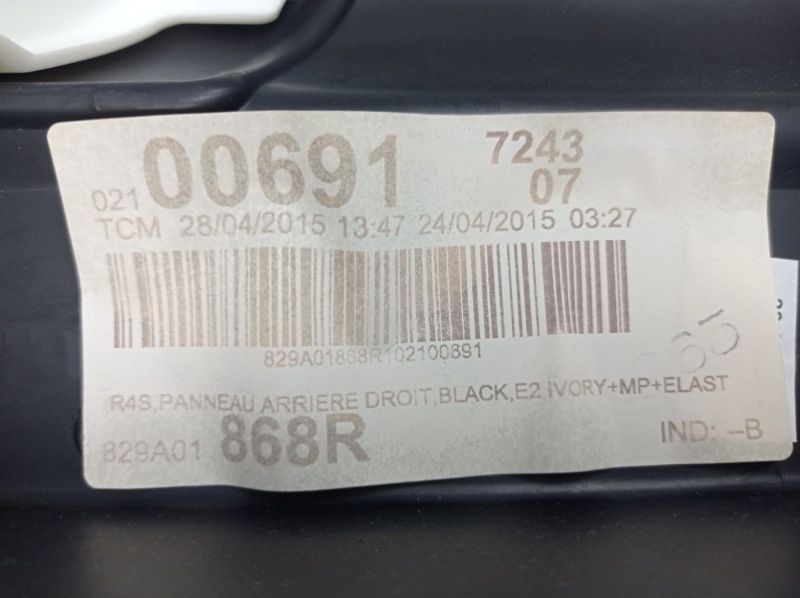 021 00691 7243
07
TCM 28/04/2015 13:47 24/04/2015 03:27
829A01868R102100691
R4S,PANNEAU ARRIERE DROIT,BLACK,E2 IVORY+MP+ELAST
829A01 868R IND: --B